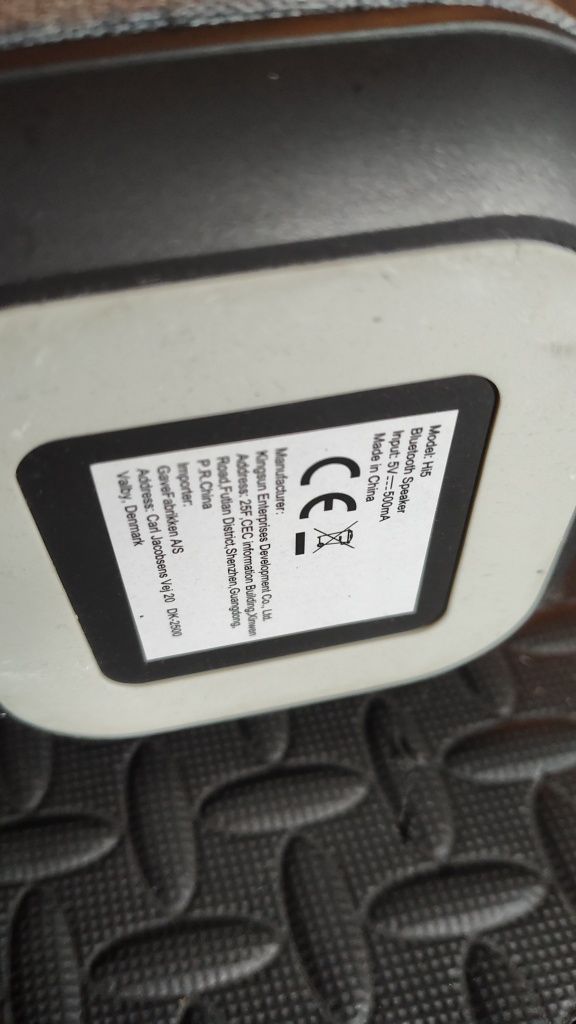 Model: Hi5
Bluetooth Speaker
Input: 5V⎓500mA
Made in China
CE
Manufacturer:
Kingsun Enterprises Development Co., Ltd.
Address: 25F,CEC information Building,Xinwen
Road,Futian District,Shenzhen,Guangdong,
P.R.China
Importer:
GaveFabrikken A/S
Address: Carl Jacobsens Vej 20 DK-2500
Valby, Denmark